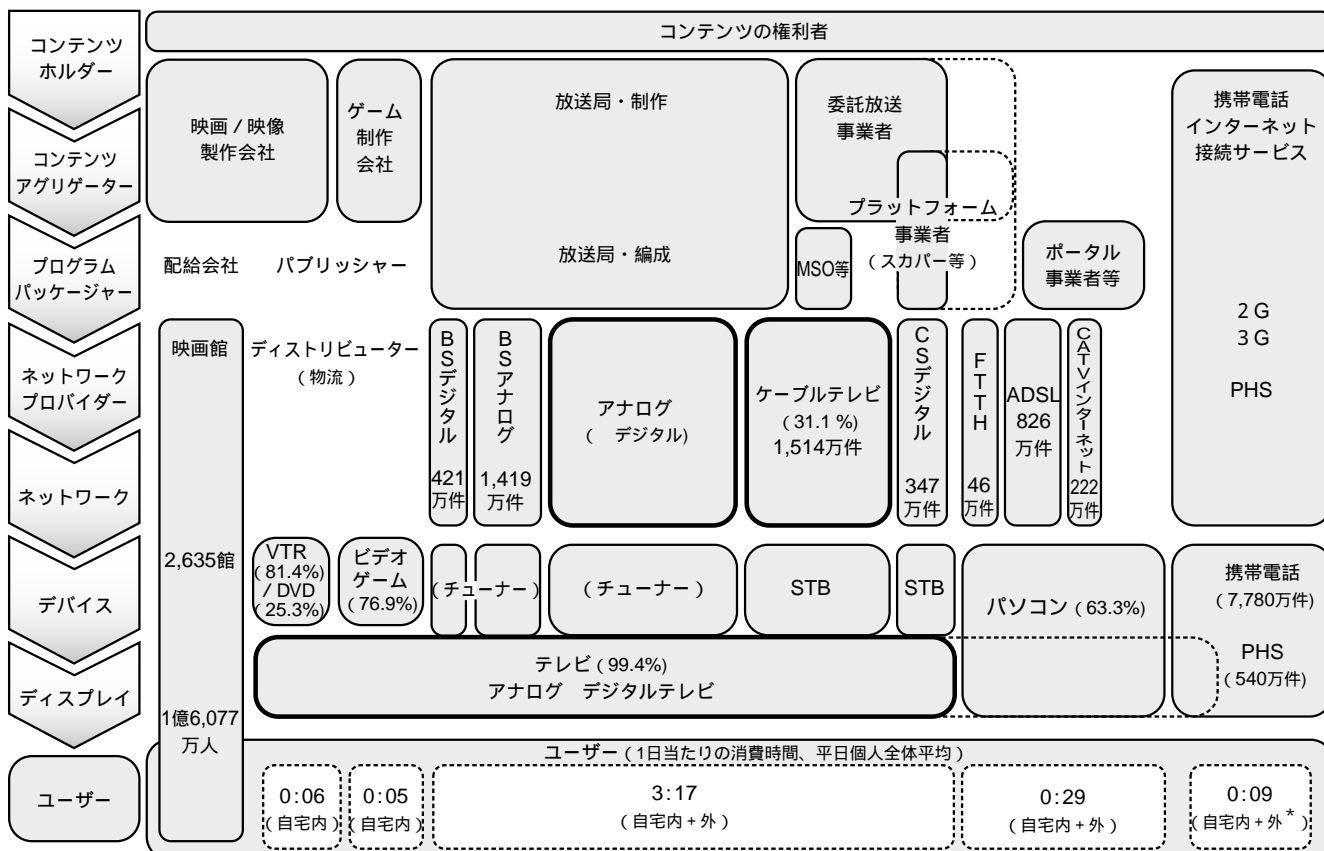 コンテンツ
ホルダー
コンテンツ
アグリゲーター
プログラム
パッケージャー
ネットワーク
プロバイダー
ネットワーク
デバイス
ディスプレイ
ユーザー
コンテンツの権利者
映画 / 映像
製作会社
ゲーム
制作
会社
放送局・制作
放送局・編成
委託放送
事業者
プラットフォーム
事業者
(スカパー等)
MSO等
ポータル
事業者等
携帯電話
インターネット
接続サービス
2G
3G
PHS
配給会社
パブリッシャー
映画館
2,635館
1億6,077
万人
ディストリビューター
(物流)
BSデジタル
421
万件
BSアナログ
1,419
万件
アナログ
(　デジタル)
ケーブルテレビ
(31.1 %)
1,514万件
CSデジタル
347
万件
FTTH
46
万件
ADSL
826
万件
CATVインターネット
222
万件
VTR
(81.4%)
/ DVD
(25.3%)
ビデオ
ゲーム
(76.9%)
(チューナー)
(チューナー)
STB
STB
パソコン(63.3%)
携帯電話
(7,780万件)
PHS
(540万件)
テレビ(99.4%)
アナログ　デジタルテレビ
ユーザー(1日当たりの消費時間、平日個人全体平均)
0:06
(自宅内)
0:05
(自宅内)
3:17
(自宅内+外)
0:29
(自宅内+外)
0:09
(自宅内+外*)